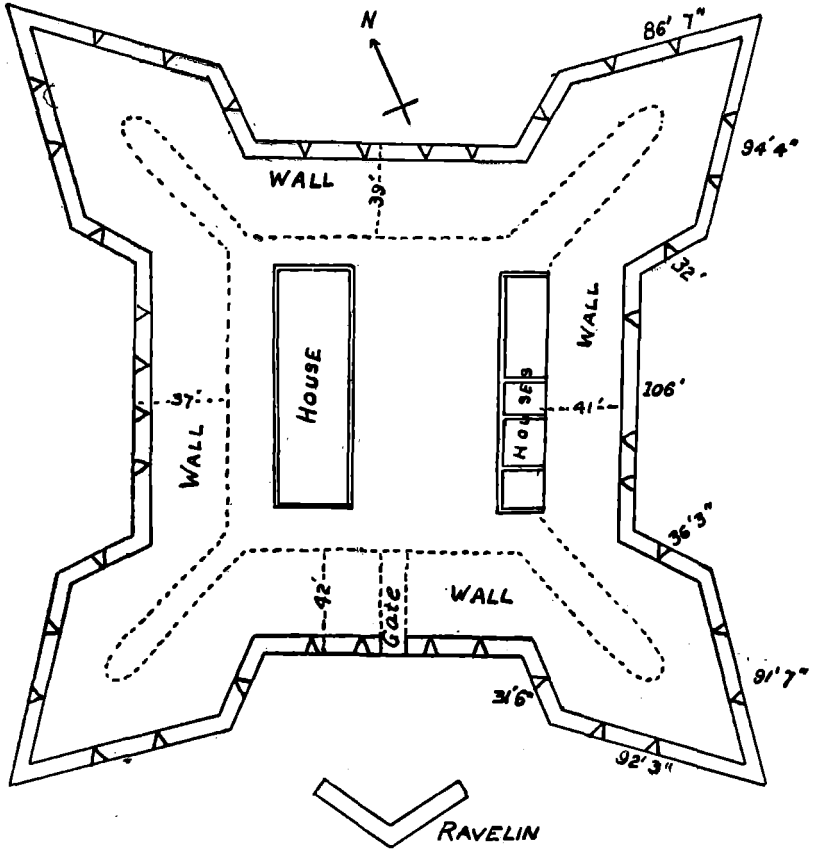 N
86' 7"
94' 4"
WALL
39'
32'
WALL
HOUSE
HOUSES
37'
41'
106'
WALL
36' 3"
42'
Gate
WALL
91' 7"
31' 6"
92' 3"
RAVELIN